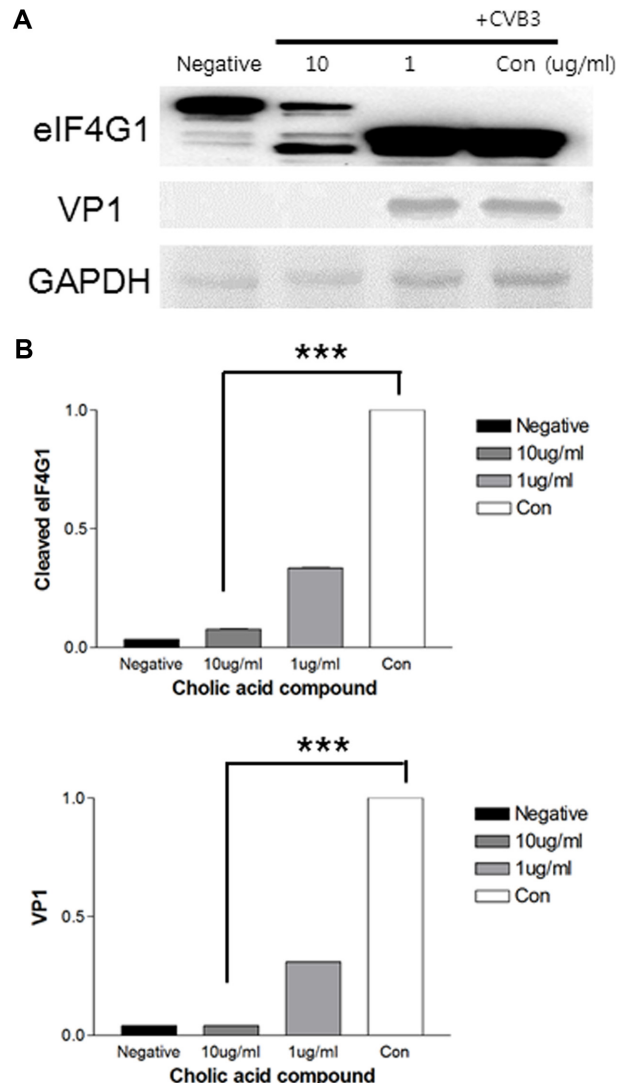 A
+CVB3
Negative 10 1 Con (ug/ml)
eIF4G1
VP1
GAPDH
B
***
1.0
0.5
0.0
Cleaved eIF4G1
Negative 10ug/ml 1ug/ml Con
Cholic acid compound
Negative
10ug/ml
1ug/ml
Con
***
1.0
0.5
0.0
VP1
Negative 10ug/ml 1ug/ml Con
Cholic acid compound
Negative
10ug/ml
1ug/ml
Con